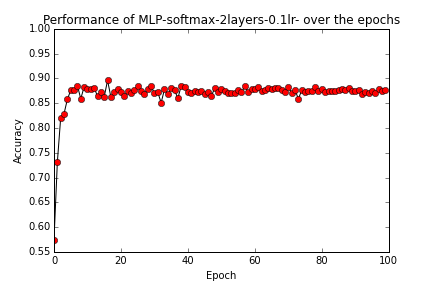 Performance of MLP-softmax-2layers-0.1lr- over the epochs
1.00
0.95
0.90
0.85
0.80
0.75
0.70
0.65
0.60
0.55
Accuracy
0 20 40 60 80 100
Epoch